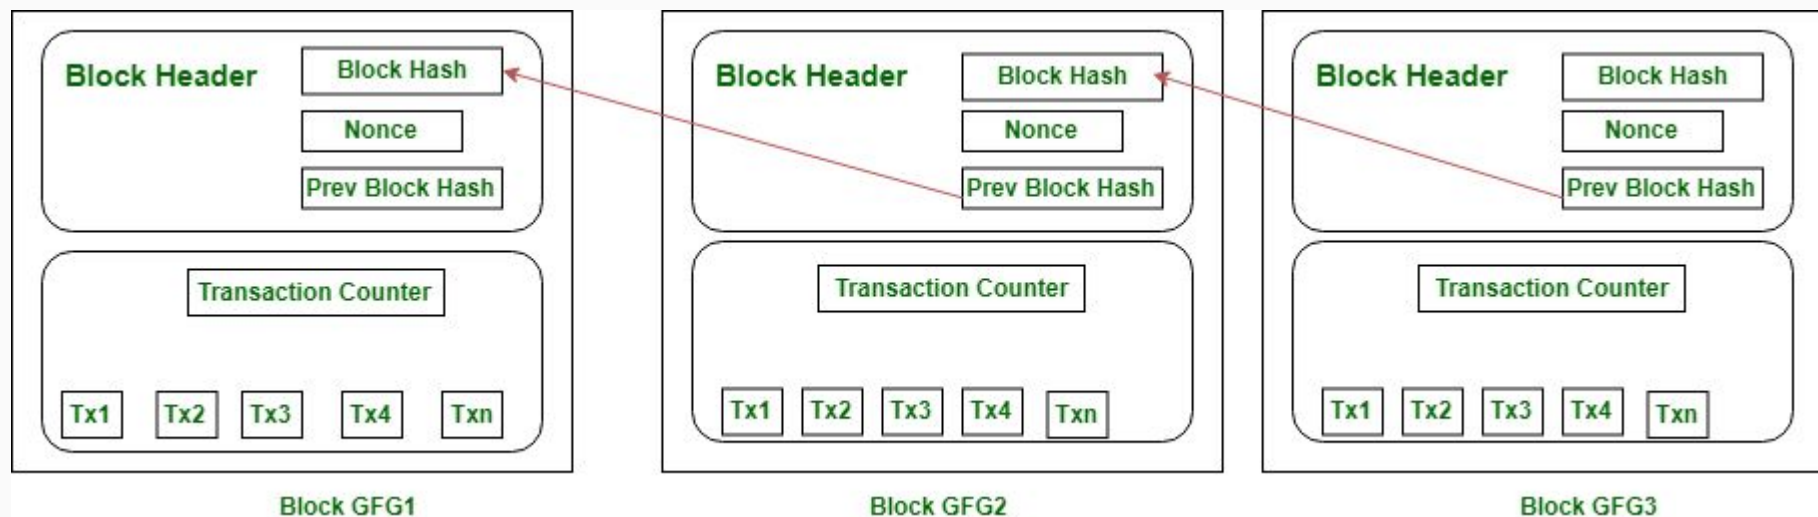 Block Header
Block Hash
Nonce
Prev Block Hash
Transaction Counter
Tx1 Tx2 Tx3 Tx4 Txn
Block GFG1
Block Header
Block Hash
Nonce
Prev Block Hash
Transaction Counter
Tx1 Tx2 Tx3 Tx4 Txn
Block GFG2
Block Header
Block Hash
Nonce
Prev Block Hash
Transaction Counter
Tx1 Tx2 Tx3 Tx4 Txn
Block GFG3